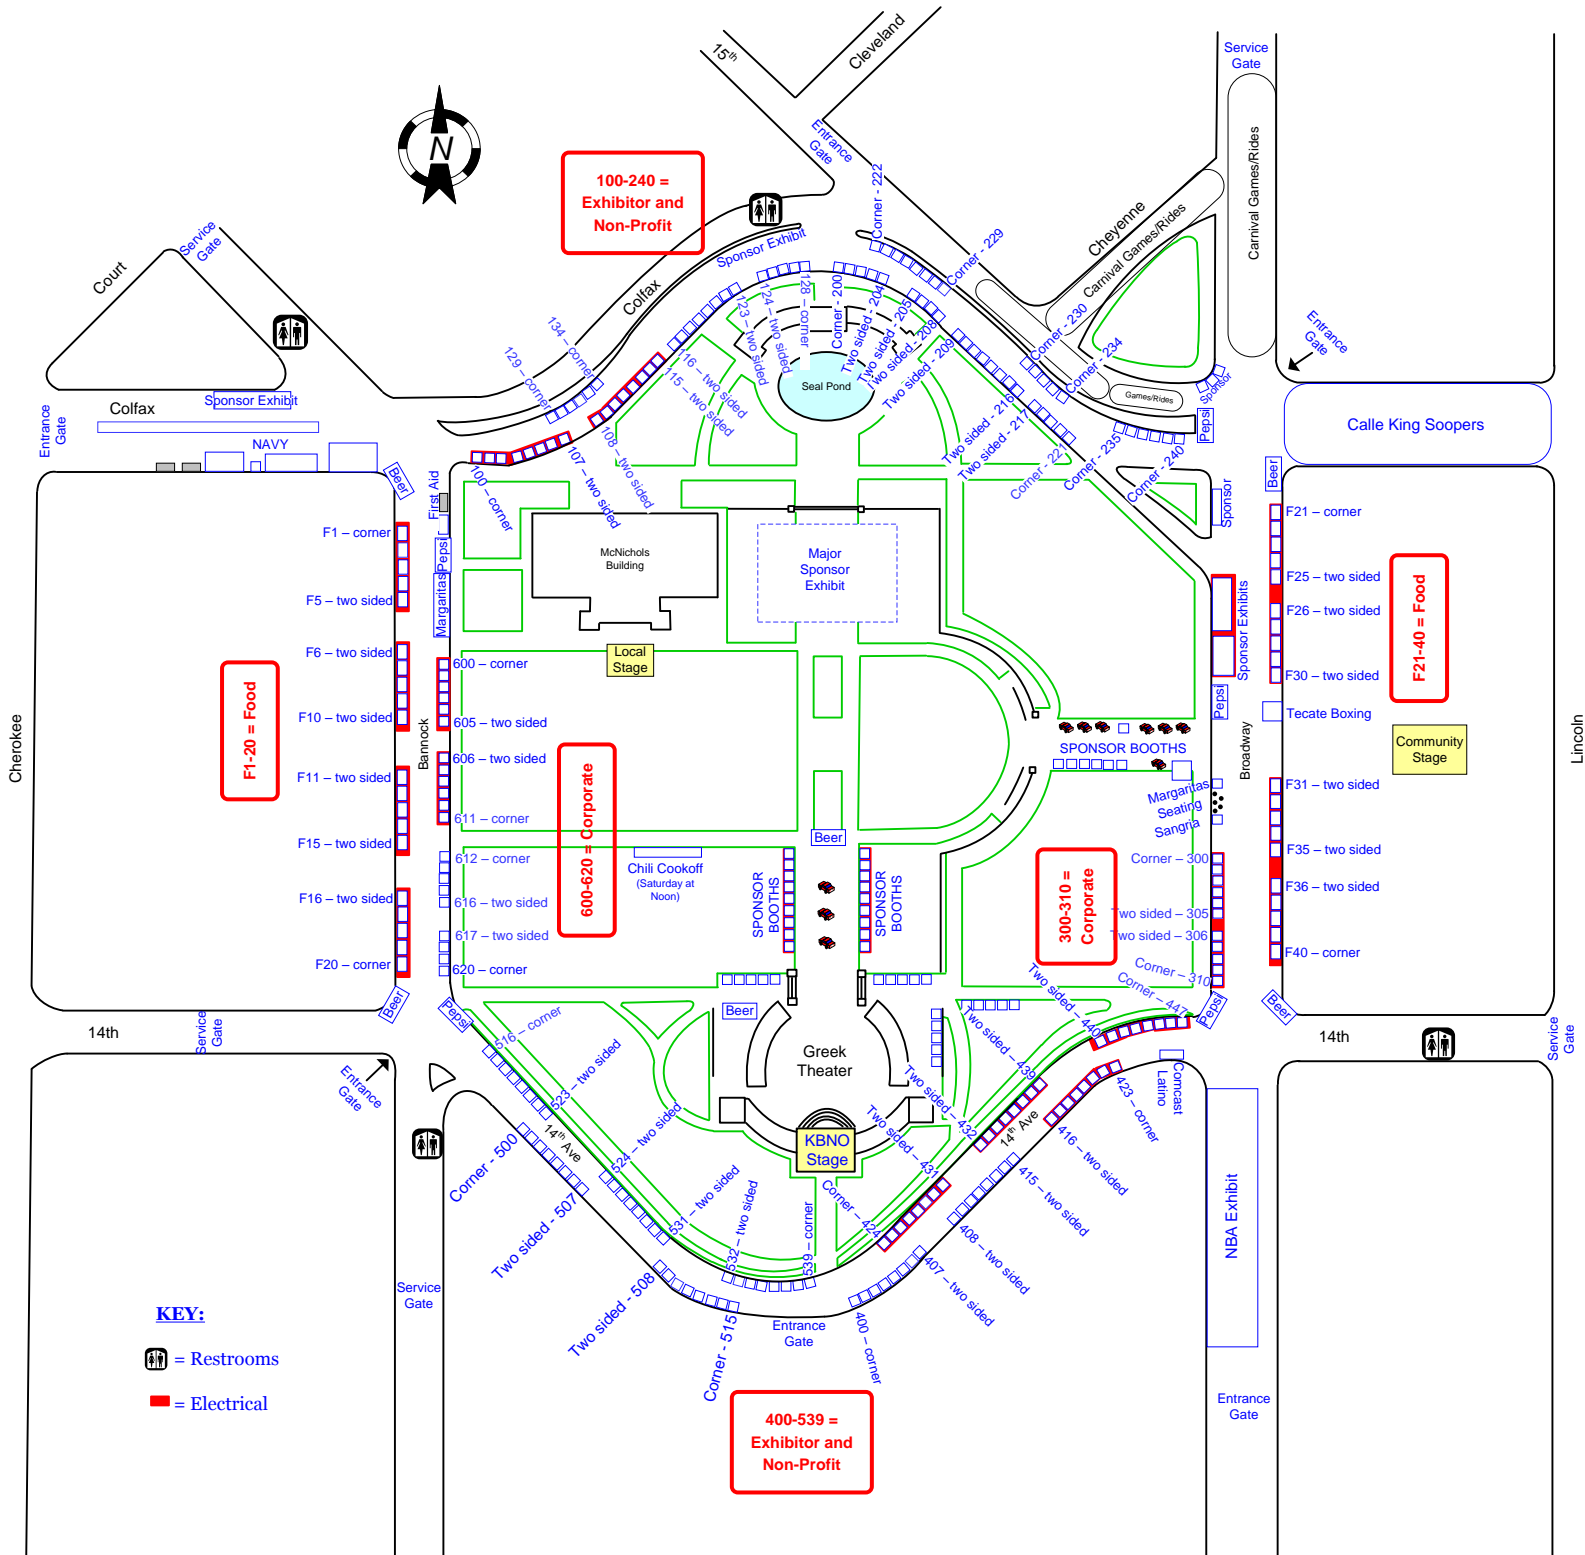 15th
Cleveland
Service
Gate
Entrance
Gate
N
100-240 =
Exhibitor and
Non-Profit
Corner - 222
Carnival Games/Rides
Cheyenne
Carnival Games/Rides
Service
Gate
Court
Sponsor Exhibit
Corner - 229
Colfax
123 – two sided
124 – two sided
128 – corner
Corner - 200
Two sided - 204
Two sided - 205
Two sided - 208
Two sided - 209
Corner - 230
Corner - 234
Entrance
Gate
134 – corner
129 – corner
116 – two sided
115 – two sided
Seal Pond
Games/Rides
Sponsor
Sponsor Exhibit
Colfax
Entrance
Gate
NAVY
Beer
First Aid
100 – corner
107 – two sided
108 – two sided
Two sided - 216
Two sided - 217
Corner - 221
Corner - 235
Corner - 240
Pepsi
Calle King Soopers
Beer
Sponsor
F1 – corner
Pepsi
McNichols
Building
Major
Sponsor
Exhibit
F21 – corner
F25 – two sided
F26 – two sided
F21-40 = Food
F5 – two sided
Margaritas
Sponsor Exhibits
F6 – two sided
600 – corner
Local
Stage
F30 – two sided
F1-20 = Food
Pepsi
F10 – two sided
605 – two sided
Tecate Boxing
Cherokee
Bannock
Broadway
Lincoln
Community
Stage
SPONSOR BOOTHS
606 – two sided
F11 – two sided
Margaritas
Seating
Sangria
F31 – two sided
611 – corner
600-620 = Corporate
Beer
F15 – two sided
612 – corner
Chili Cookoff
(Saturday at
Noon)
SPONSOR
BOOTHS
SPONSOR
BOOTHS
300-310 =
Corporate
Corner - 300
F35 – two sided
F16 – two sided
616 – two sided
Two sided - 305
F36 – two sided
617 – two sided
Two sided - 306
F20 – corner
620 – corner
Corner - 310
F40 – corner
Beer
Pepsi
Beer
Two sided - 440
Corner - 447
Pepsi
Beer
14th
Service
Gate
516 – corner
Greek
Theater
Two sided - 439
14th
Service
Gate
Entrance
Gate
523 – two sided
Two sided - 432
Comcast
Latino
423 – corner
14th Ave
14th Ave
Corner - 500
524 – two sided
KBNO
Stage
Two sided - 431
416 – two sided
Two sided - 507
531 – two sided
532 – two sided
539 – corner
Corner - 424
415 – two sided
408 – two sided
407 – two sided
NBA Exhibit
Two sided - 508
Corner - 515
Service
Gate
Entrance
Gate
400 – corner
KEY:
= Restrooms
= Electrical
Entrance
Gate
400-539 =
Exhibitor and
Non-Profit